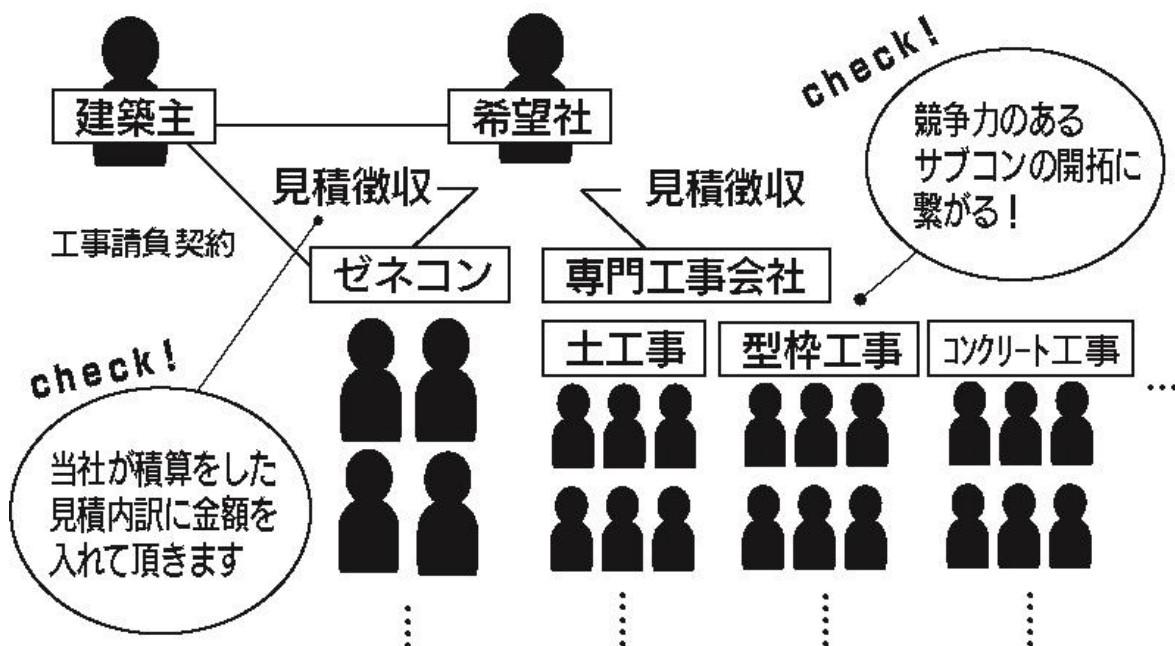 建築主
希望社
check!
競争力のある
サブコンの開拓に
繋がる!
見積徴収
見積徴収
工事請負契約
ゼネコン
専門工事会社
土工事
型枠工事
コンクリート工事
…
check!
当社が積算をした
見積内訳に金額を
入れて頂きます